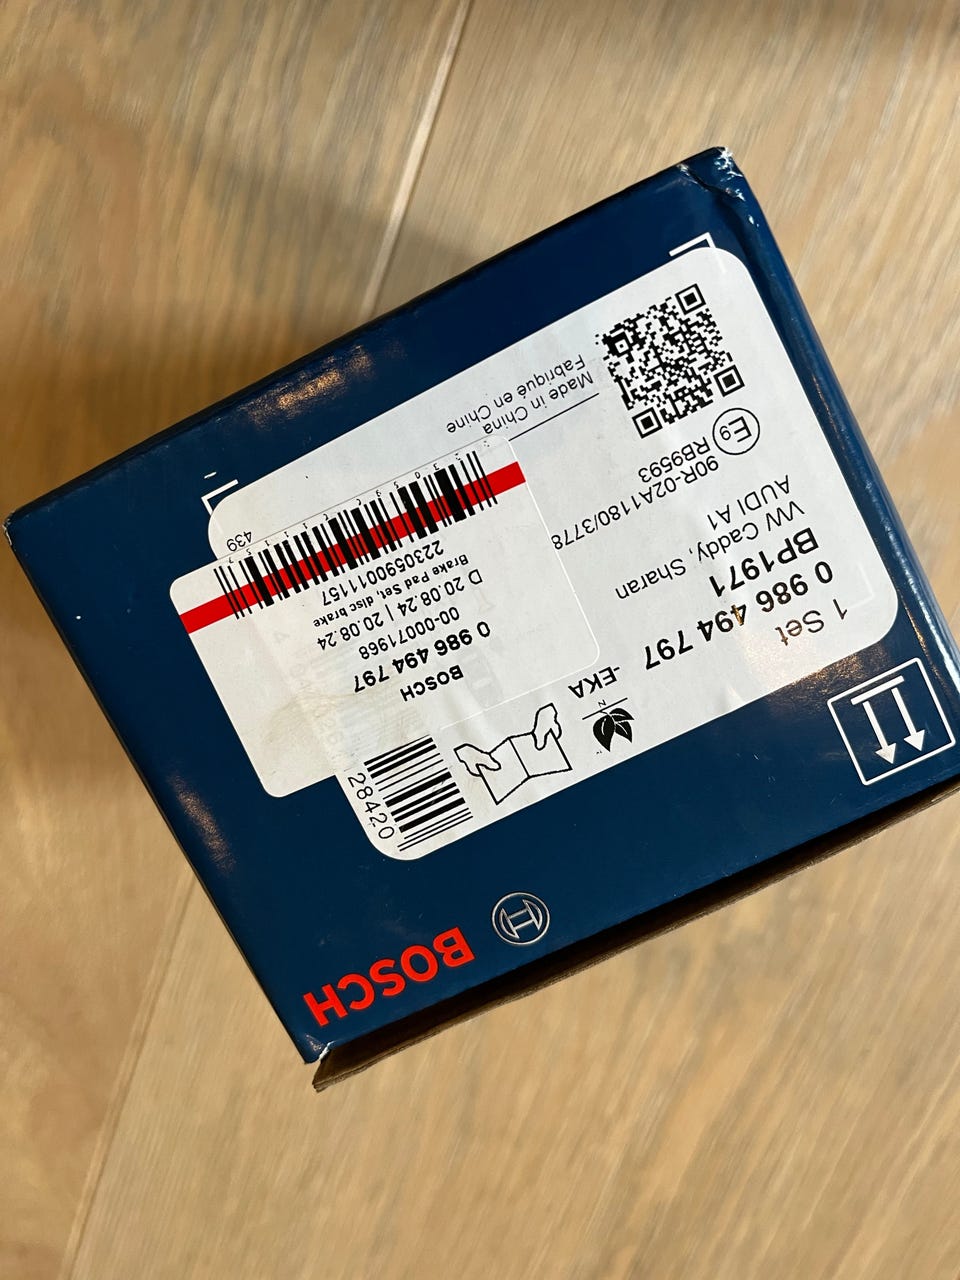 BOSCH
28420
-EKA
N
1 Set
0 986 494 797
BP1971
VW Caddy, Sharan
AUDI A1
90R-02A1180/3778
E9
RB9593
Made in China
Fabriqué en Chine
439
BOSCH
0 986 494 797
00-00071968
D 20.08.24 | 20.08.24
Brake Pad Set, disc brake
2230590011157